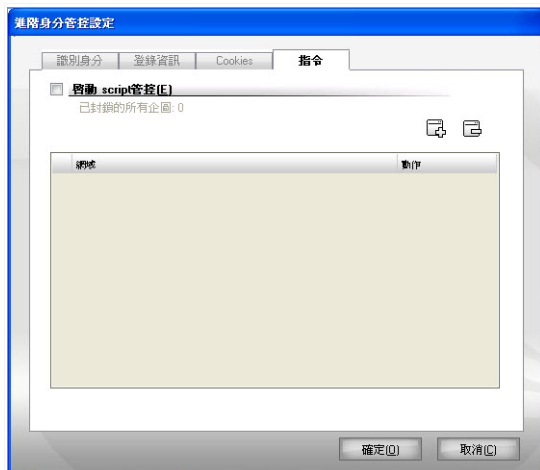 進階身分管控設定
識別身分 登錄資訊 Cookies 指令
啓動 script管控(E)
已封鎖的所有企圖: 0
網域 動作
確定(O) 取消(C)